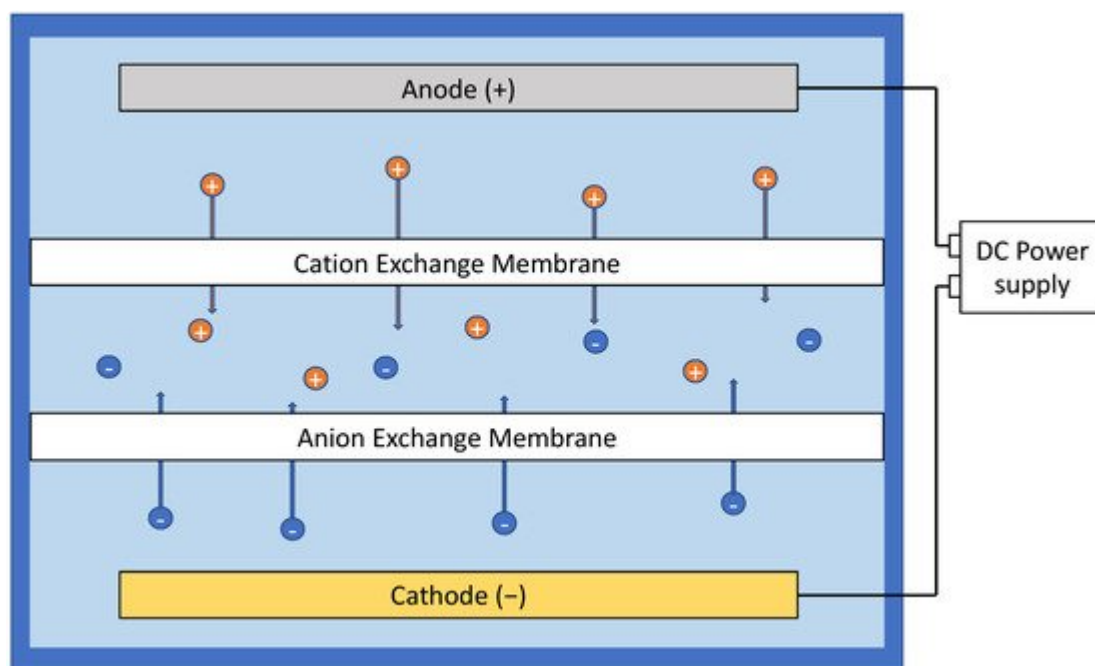 Anode (+)
+
+
+
+
Cation Exchange Membrane
DC Power
supply
+
+
-
-
-
-
+
+
Anion Exchange Membrane
-
-
-
-
Cathode (−)